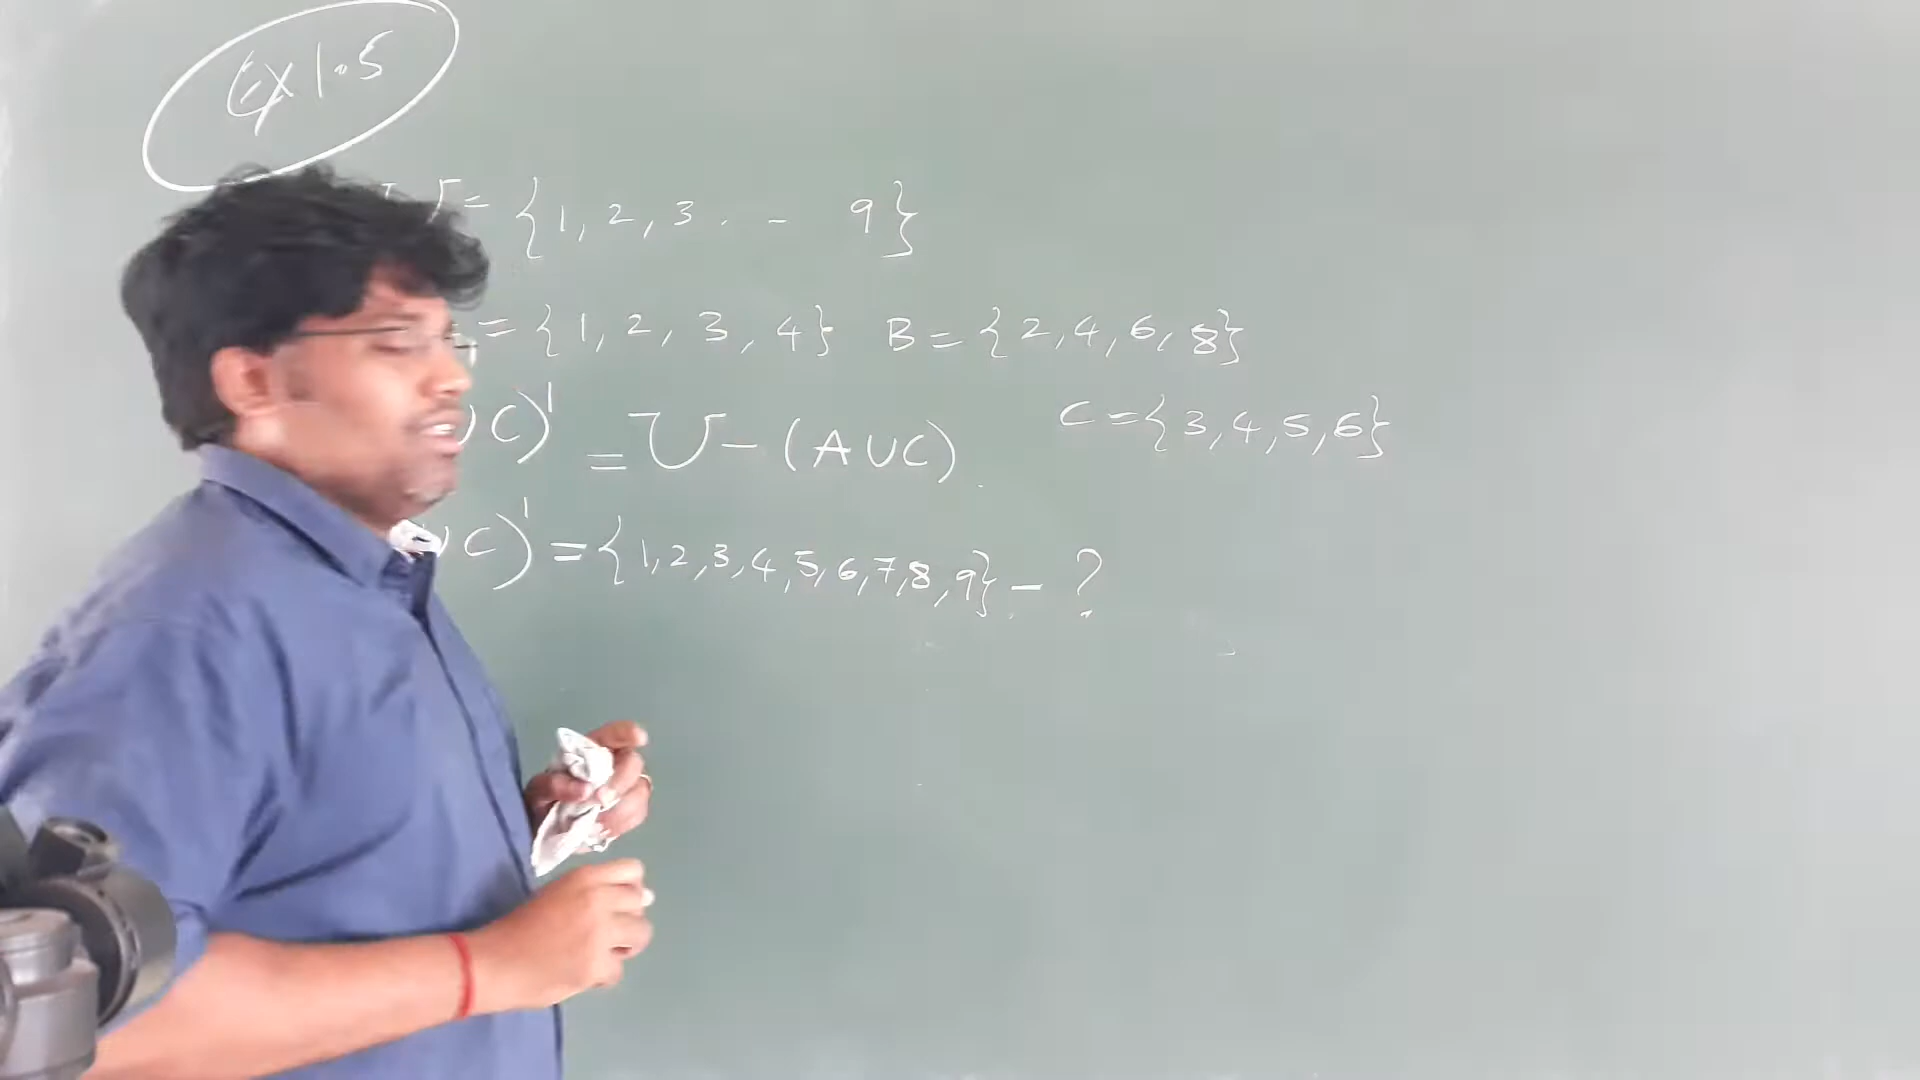 Ex 1.5
U = {1, 2, 3 . . - 9}
= {1, 2, 3, 4} B = {2, 4, 6, 8}
C = {3, 4, 5, 6}
∪ C)' = U - (A ∪ C).
∪ C)' = {1, 2, 3, 4, 5, 6, 7, 8, 9} - ?